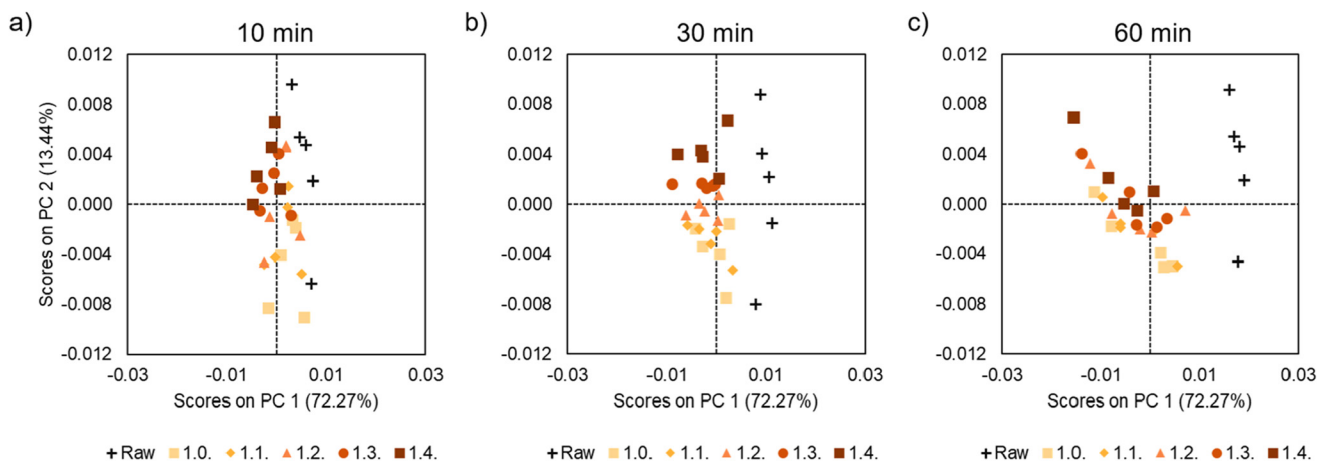 a) 10 min
0.012
0.008
0.004
0.000
-0.004
-0.008
-0.012
Scores on PC 2 (13.44%)
-0.03 -0.01 0.01 0.03
Scores on PC 1 (72.27%)
Raw 1.0. 1.1. 1.2. 1.3. 1.4.
b) 30 min
0.012
0.008
0.004
0.000
-0.004
-0.008
-0.012
-0.03 -0.01 0.01 0.03
Scores on PC 1 (72.27%)
Raw 1.0. 1.1. 1.2. 1.3. 1.4.
c) 60 min
0.012
0.008
0.004
0.000
-0.004
-0.008
-0.012
-0.03 -0.01 0.01 0.03
Scores on PC 1 (72.27%)
Raw 1.0. 1.1. 1.2. 1.3. 1.4.